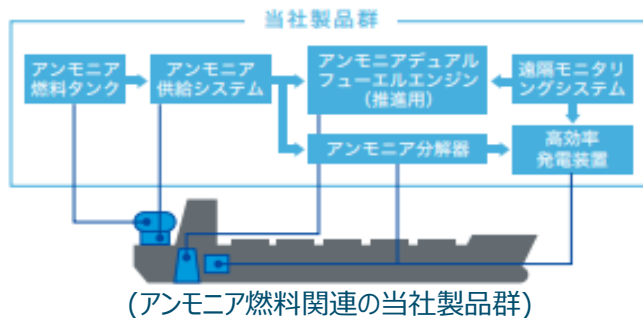 当社製品群
アンモニア
燃料タンク
アンモニア
供給システム
アンモニアデュアル
フューエルエンジン
(推進用)
遠隔モニタリ
ングシステム
アンモニア分解器
高効率
発電装置
(アンモニア燃料関連の当社製品群)